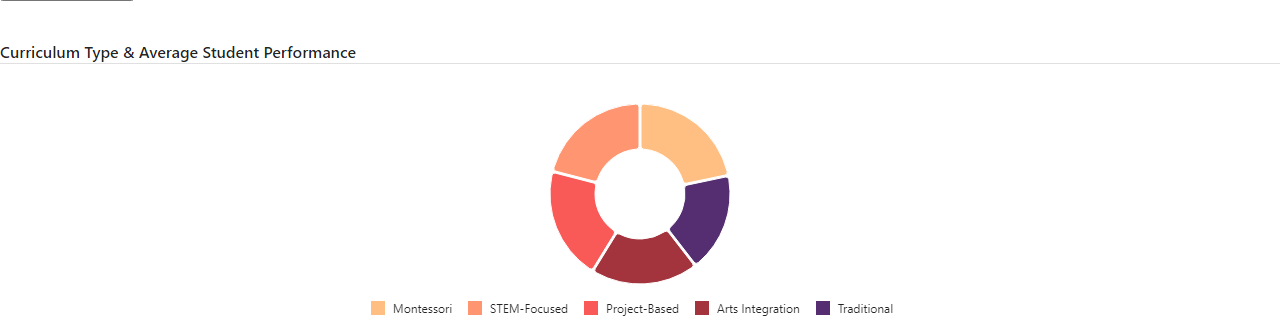 Curriculum Type & Average Student Performance
Montessori STEM-Focused Project-Based Arts Integration Traditional